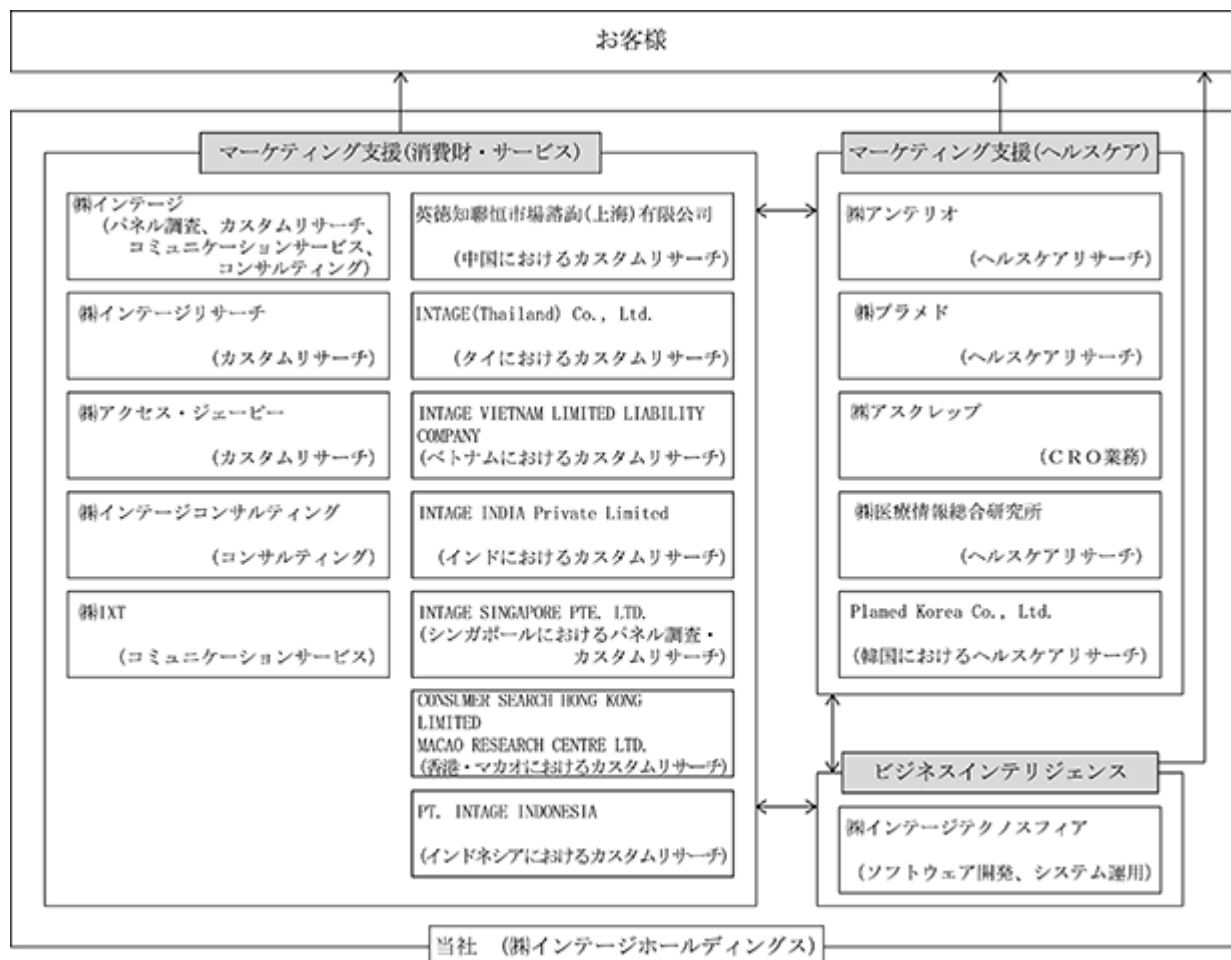 お客様
マーケティング支援(消費財・サービス)
㈱インテージ
(パネル調査、カスタムリサーチ、
コミュニケーションサービス、
コンサルティング)
㈱インテージリサーチ
(カスタムリサーチ)
㈱アクセス・ジェーピー
(カスタムリサーチ)
㈱インテージコンサルティング
(コンサルティング)
㈱IXT
(コミュニケーションサービス)
英徳知聯恒市場諮詢(上海)有限公司
(中国におけるカスタムリサーチ)
INTAGE(Thailand) Co., Ltd.
(タイにおけるカスタムリサーチ)
INTAGE VIETNAM LIMITED LIABILITY
COMPANY
(ベトナムにおけるカスタムリサーチ)
INTAGE INDIA Private Limited
(インドにおけるカスタムリサーチ)
INTAGE SINGAPORE PTE. LTD.
(シンガポールにおけるパネル調査・
カスタムリサーチ)
CONSUMER SEARCH HONG KONG
LIMITED
MACAO RESEARCH CENTRE LTD.
(香港・マカオにおけるカスタムリサーチ)
PT. INTAGE INDONESIA
(インドネシアにおけるカスタムリサーチ)
マーケティング支援(ヘルスケア)
㈱アンテリオ
(ヘルスケアリサーチ)
㈱プラメド
(ヘルスケアリサーチ)
㈱アスクレップ
(CRO業務)
㈱医療情報総合研究所
(ヘルスケアリサーチ)
Plamed Korea Co., Ltd.
(韓国におけるヘルスケアリサーチ)
ビジネスインテリジェンス
㈱インテージテクノスフィア
(ソフトウェア開発、システム運用)
当社 (㈱インテージホールディングス)